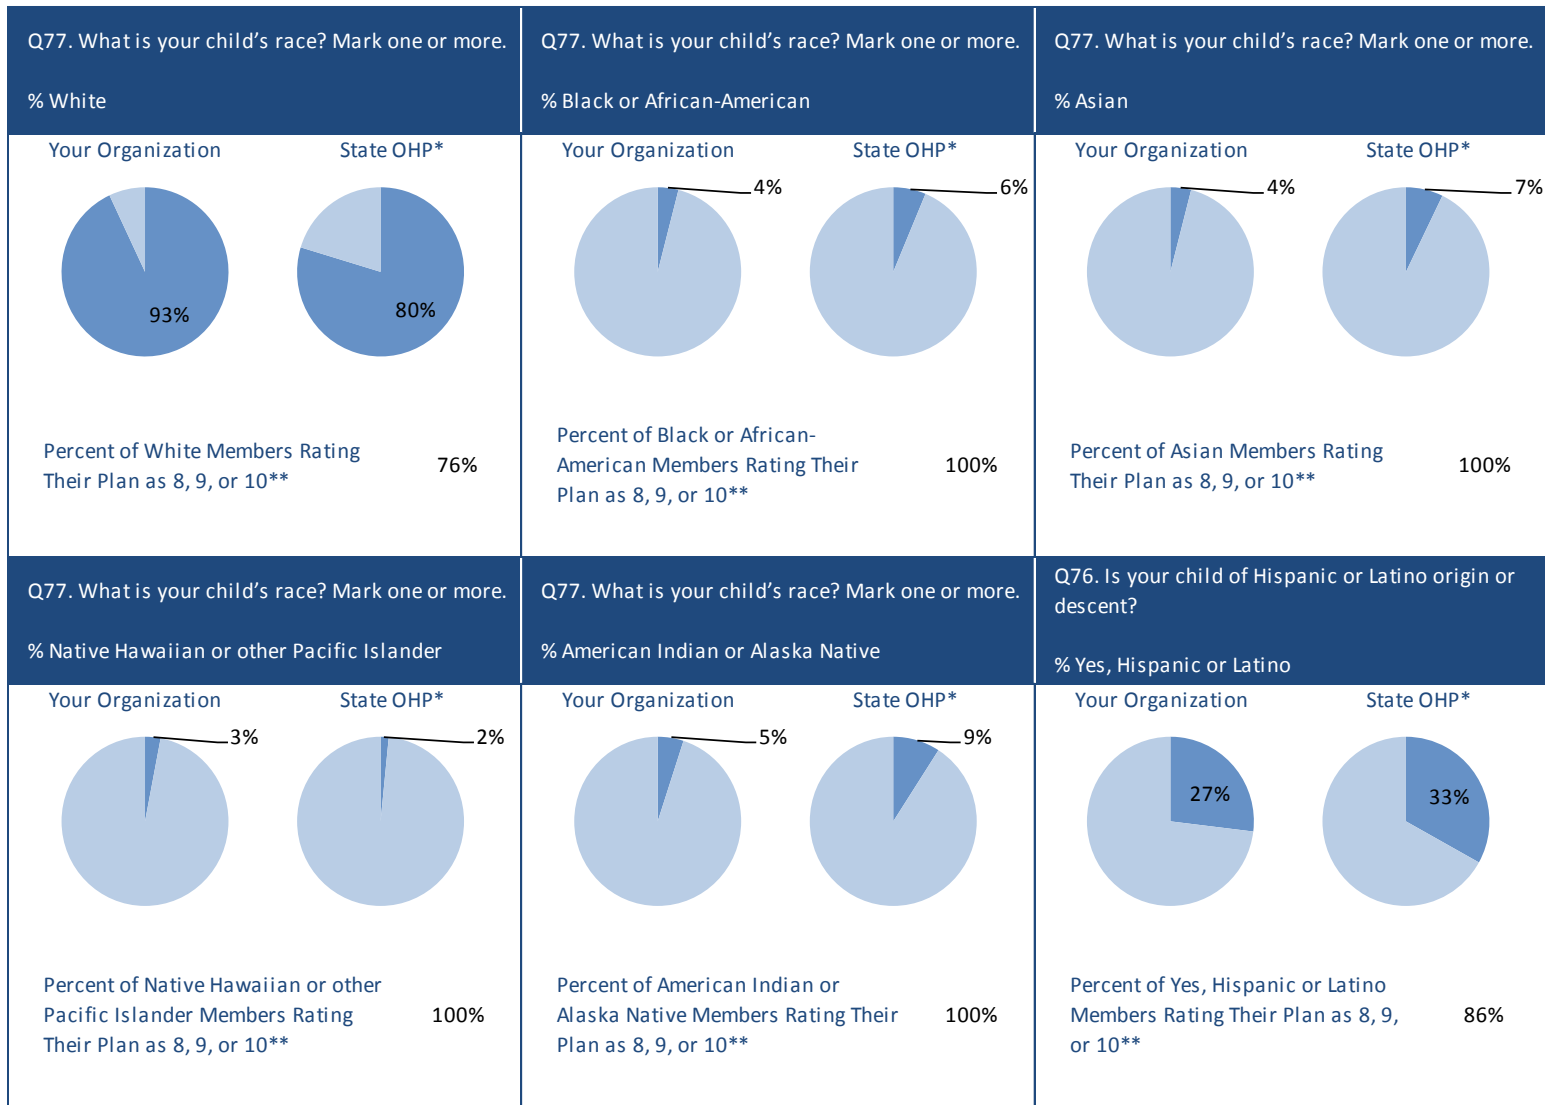 Q77. What is your child's race? Mark one or more.
% White
Your Organization
State OHP*
93%
80%
Percent of White Members Rating
Their Plan as 8, 9, or 10**
76%
Q77. What is your child's race? Mark one or more.
% Black or African-American
Your Organization
State OHP*
4%
6%
Percent of Black or African-
American Members Rating Their
Plan as 8, 9, or 10**
100%
Q77. What is your child's race? Mark one or more.
% Asian
Your Organization
State OHP*
4%
7%
Percent of Asian Members Rating
Their Plan as 8, 9, or 10**
100%
Q77. What is your child's race? Mark one or more.
% Native Hawaiian or other Pacific Islander
Your Organization
State OHP*
3%
2%
Percent of Native Hawaiian or other
Pacific Islander Members Rating
Their Plan as 8, 9, or 10**
100%
Q77. What is your child's race? Mark one or more.
% American Indian or Alaska Native
Your Organization
State OHP*
5%
9%
Percent of American Indian or
Alaska Native Members Rating Their
Plan as 8, 9, or 10**
100%
Q76. Is your child of Hispanic or Latino origin or
descent?
% Yes, Hispanic or Latino
Your Organization
State OHP*
27%
33%
Percent of Yes, Hispanic or Latino
Members Rating Their Plan as 8, 9,
or 10**
86%